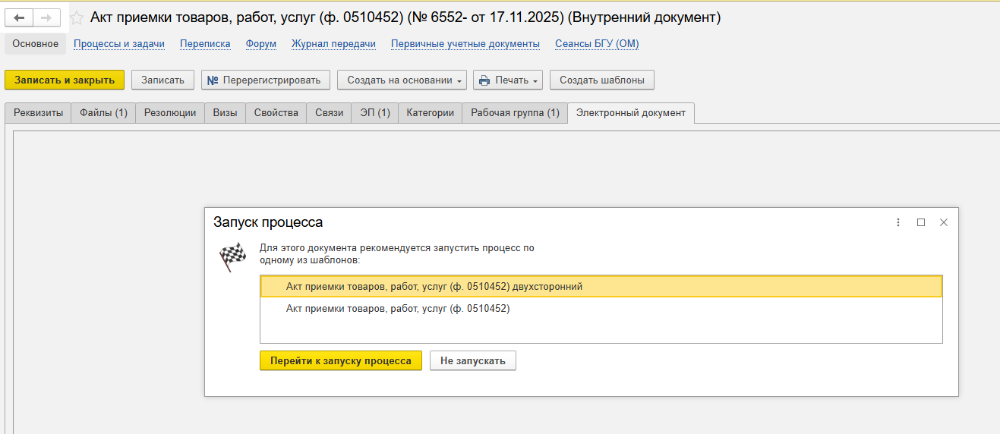 Акт приемки товаров, работ, услуг (ф. 0510452) (№ 6552- от 17.11.2025) (Внутренний документ)
Основное Процессы и задачи Переписка Форум Журнал передачи Первичные учетные документы Сеансы БГУ (ОМ)
Записать и закрыть Записать № Перерегистрировать Создать на основании Печать Создать шаблоны
Реквизиты Файлы (1) Резолюции Визы Свойства Связи ЭП (1) Категории Рабочая группа (1) Электронный документ
Запуск процесса
Для этого документа рекомендуется запустить процесс по
одному из шаблонов:
Акт приемки товаров, работ, услуг (ф. 0510452) двухсторонний
Акт приемки товаров, работ, услуг (ф. 0510452)
Перейти к запуску процесса Не запускать